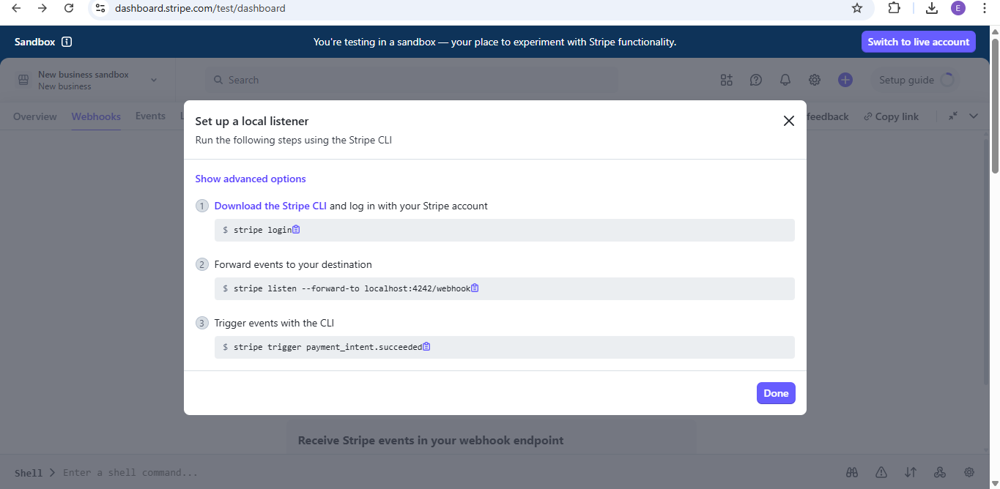 dashboard.stripe.com/test/dashboard
E
Sandbox
You're testing in a sandbox — your place to experiment with Stripe functionality.
Switch to live account
New business sandbox
New business
Search
Setup guide
Overview
Webhooks
Events
feedback
Copy link
Set up a local listener
Run the following steps using the Stripe CLI
Show advanced options
1 Download the Stripe CLI and log in with your Stripe account
$ stripe login
2 Forward events to your destination
$ stripe listen --forward-to localhost:4242/webhook
3 Trigger events with the CLI
$ stripe trigger payment_intent.succeeded
Done
Receive Stripe events in your webhook endpoint
Shell
Enter a shell command...